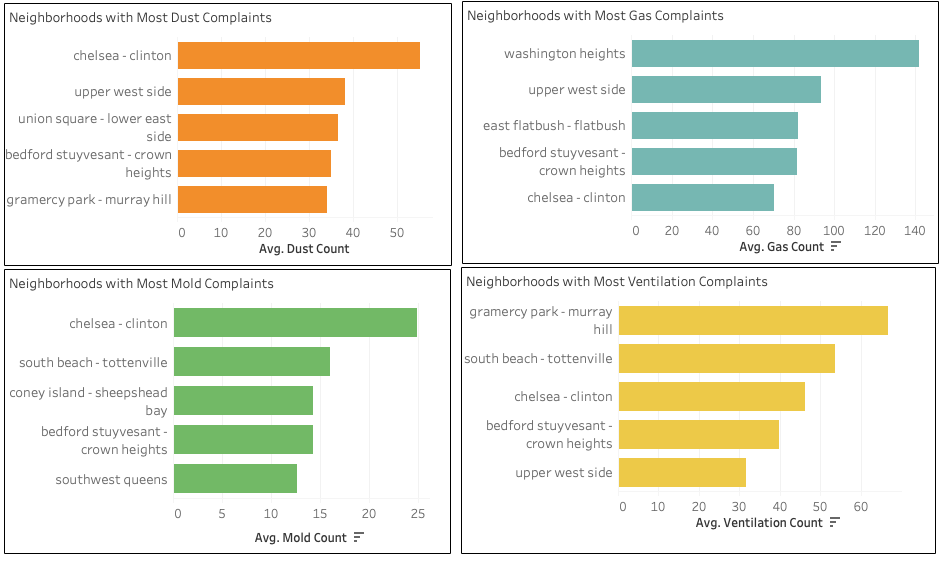 Neighborhoods with Most Dust Complaints
chelsea - clinton
upper west side
union square - lower east
side
bedford stuyvesant - crown
heights
gramercy park - murray hill
0 10 20 30 40 50
Avg. Dust Count
Neighborhoods with Most Gas Complaints
washington heights
upper west side
east flatbush - flatbush
bedford stuyvesant -
crown heights
chelsea - clinton
0 20 40 60 80 100 120 140
Avg. Gas Count
Neighborhoods with Most Mold Complaints
chelsea - clinton
south beach - tottenville
coney island - sheepshead
bay
bedford stuyvesant -
crown heights
southwest queens
0 5 10 15 20 25
Avg. Mold Count
Neighborhoods with Most Ventilation Complaints
gramercy park - murray
hill
south beach - tottenville
chelsea - clinton
bedford stuyvesant -
crown heights
upper west side
0 10 20 30 40 50 60
Avg. Ventilation Count